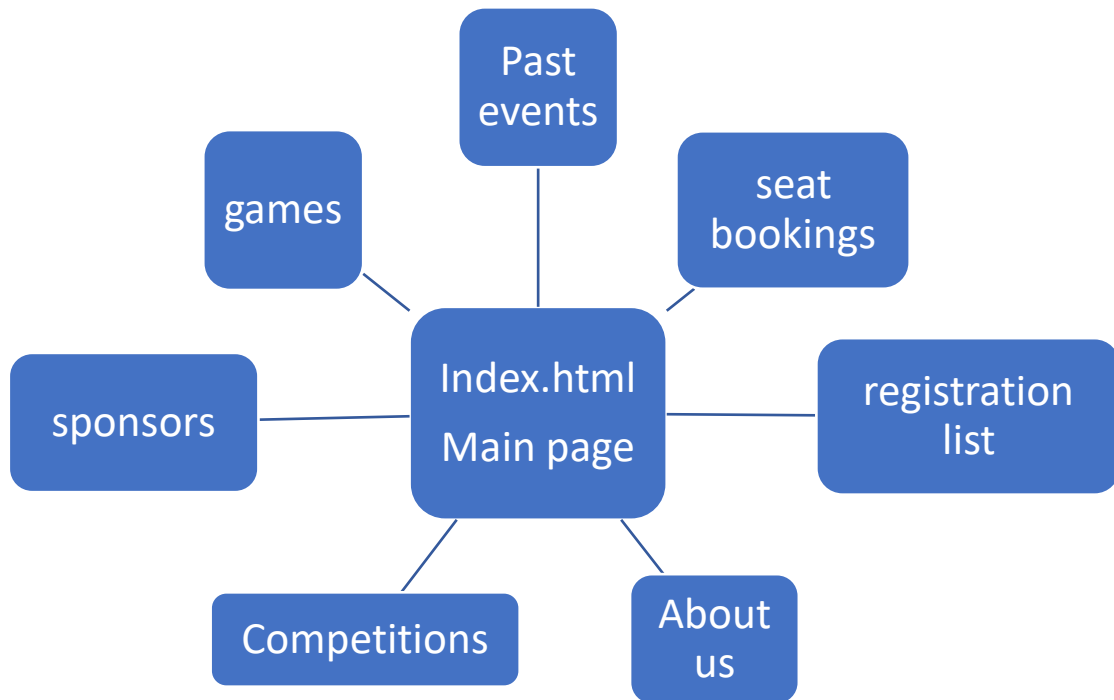 Past
events
games
seat
bookings
Index.html
Main page
sponsors
registration
list
Competitions
About
us